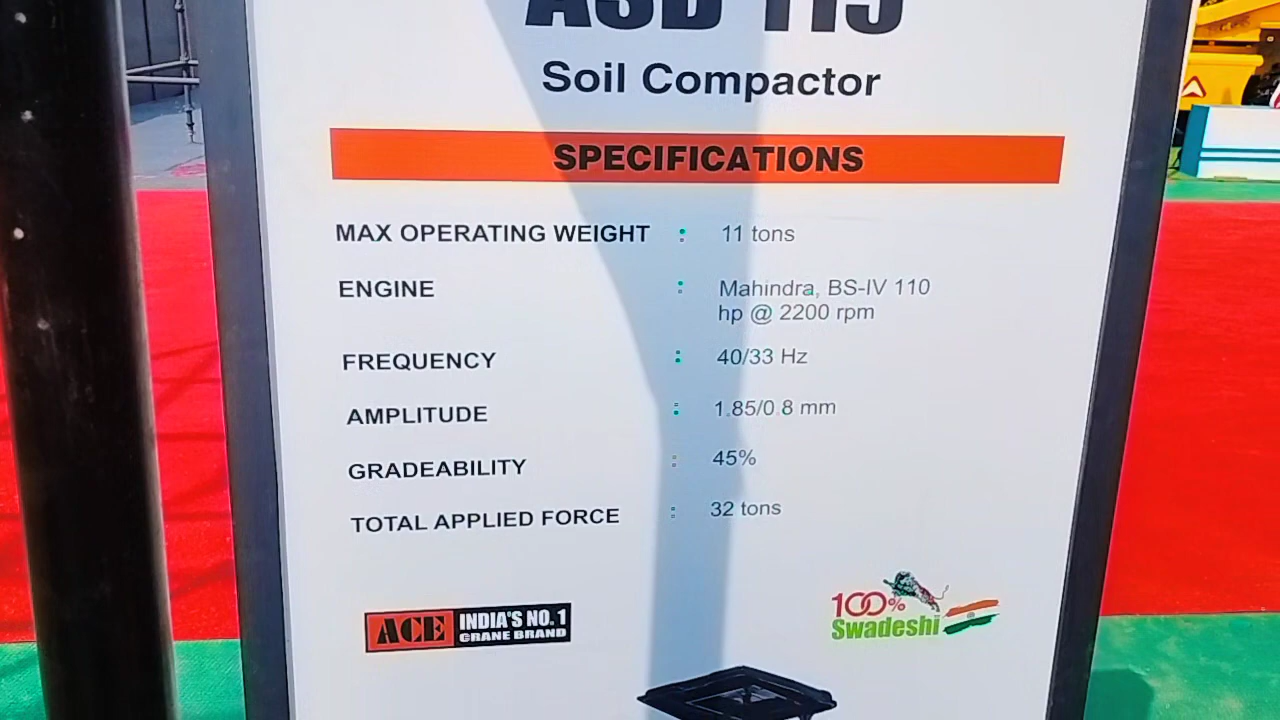 ASD 115
Soil Compactor
SPECIFICATIONS
MAX OPERATING WEIGHT : 11 tons
ENGINE : Mahindra, BS-IV 110
hp @ 2200 rpm
FREQUENCY : 40/33 Hz
AMPLITUDE : 1.85/0.8 mm
GRADEABILITY : 45%
TOTAL APPLIED FORCE : 32 tons
ACE INDIA'S NO.1
CRANE BRAND
100%
Swadeshi